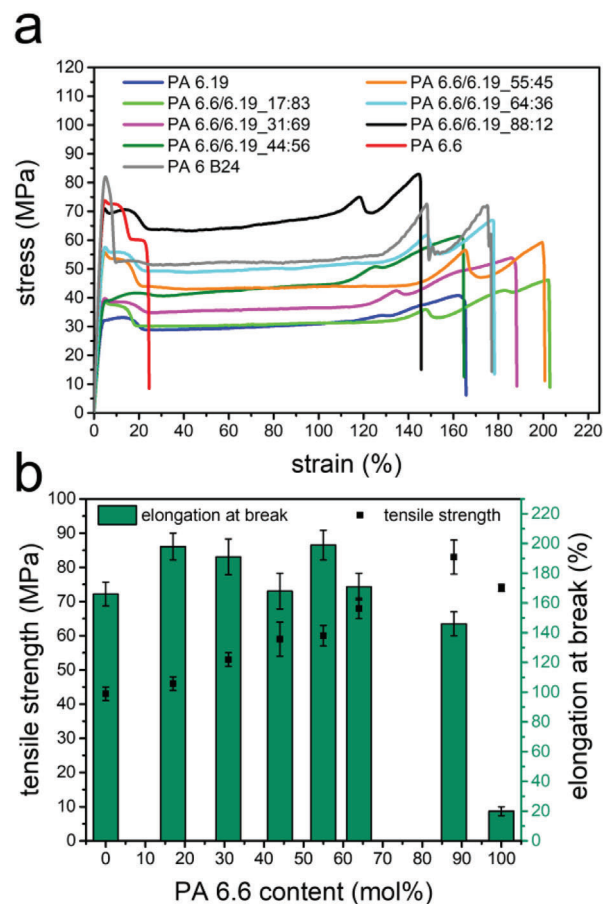 a
120
110
100
90
80
70
60
50
40
30
20
10
0
stress (MPa)
PA 6.19
PA 6.6/6.19_17:83
PA 6.6/6.19_31:69
PA 6.6/6.19_44:56
PA 6 B24
PA 6.6/6.19_55:45
PA 6.6/6.19_64:36
PA 6.6/6.19_88:12
PA 6.6
0 20 40 60 80 100 120 140 160 180 200 220
strain (%)
b
100
90
80
70
60
50
40
30
20
10
0
tensile strength (MPa)
elongation at break
tensile strength
220
200
180
160
140
120
100
80
60
40
20
0
elongation at break (%)
0 10 20 30 40 50 60 70 80 90 100
PA 6.6 content (mol%)